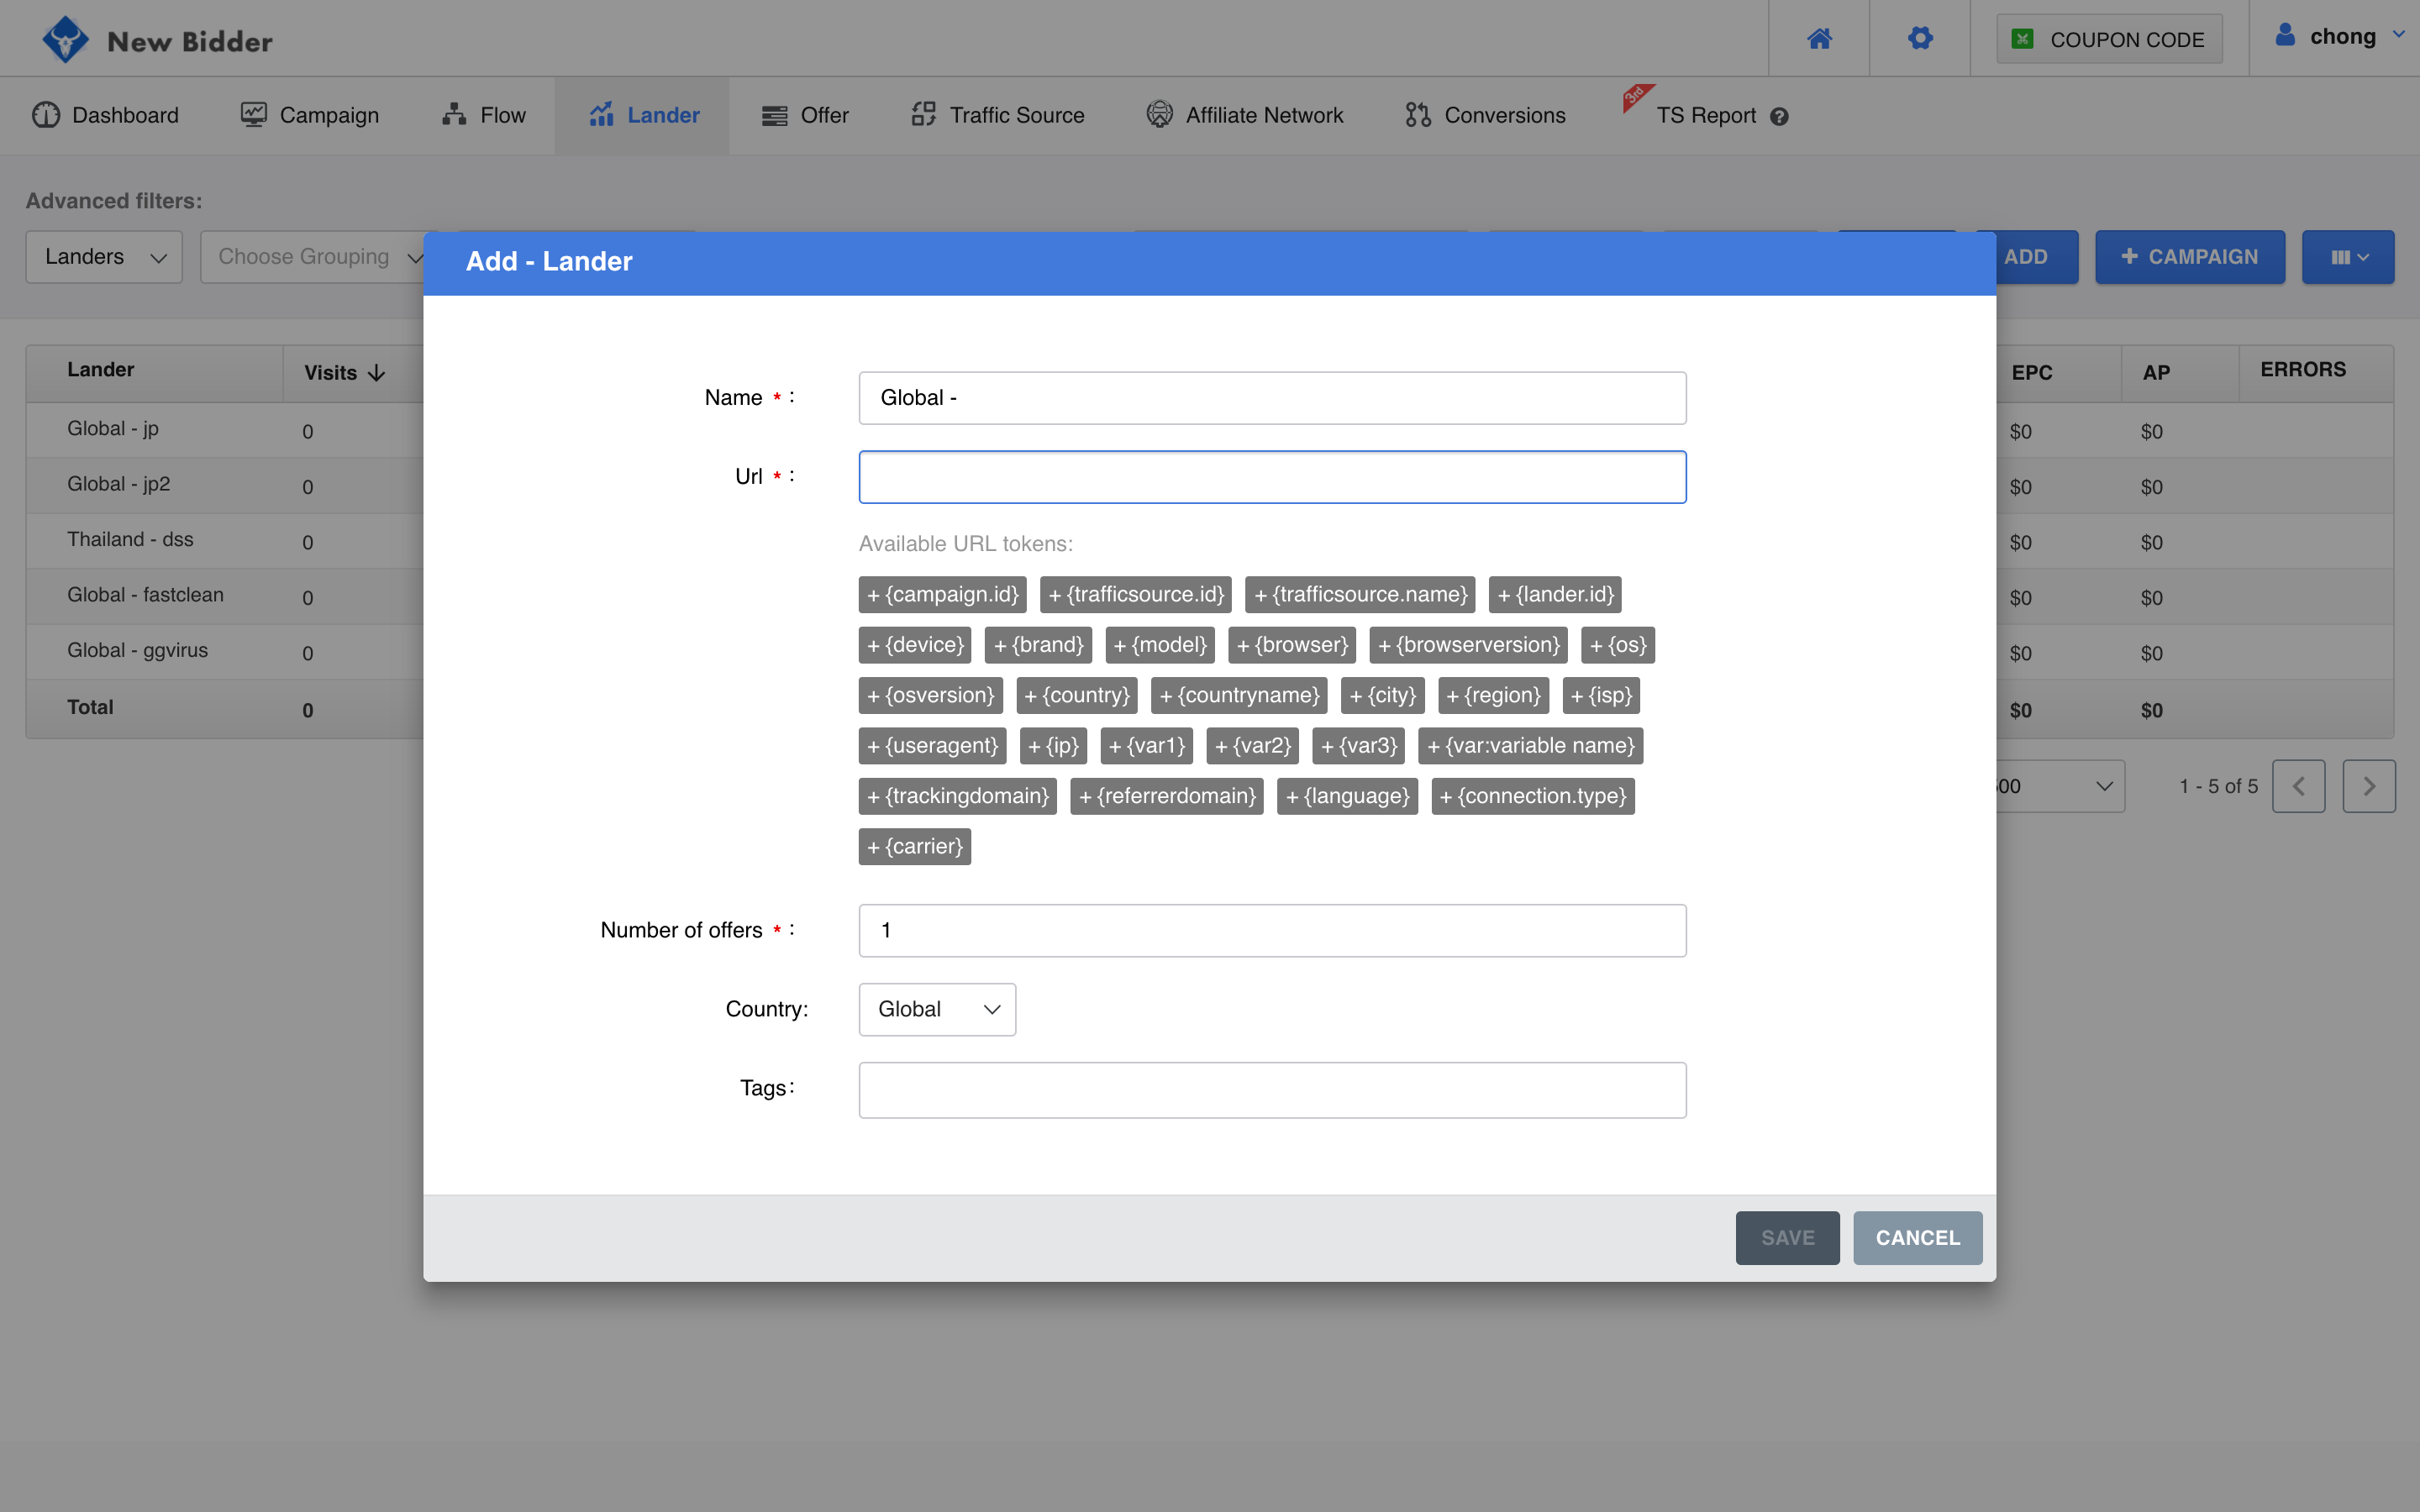 New Bidder
COUPON CODE
chong
Dashboard
Campaign
Flow
Lander
Offer
Traffic Source
Affiliate Network
Conversions
3rd
TS Report
Advanced filters:
Landers
Choose Grouping
ADD
+ CAMPAIGN
Add - Lander
Lander Visits EPC AP ERRORS
Global - jp 0 $0 $0
Global - jp2 0 $0 $0
Thailand - dss 0 $0 $0
Global - fastclean 0 $0 $0
Global - ggvirus 0 $0 $0
Total 0 $0 $0
1 - 5 of 5
Name * : Global -
Url * :
Available URL tokens:
+ {campaign.id} + {trafficsource.id} + {trafficsource.name} + {lander.id}
+ {device} + {brand} + {model} + {browser} + {browserversion} + {os}
+ {osversion} + {country} + {countryname} + {city} + {region} + {isp}
+ {useragent} + {ip} + {var1} + {var2} + {var3} + {var:variable name}
+ {trackingdomain} + {referrerdomain} + {language} + {connection.type}
+ {carrier}
Number of offers * : 1
Country: Global
Tags:
SAVE
CANCEL